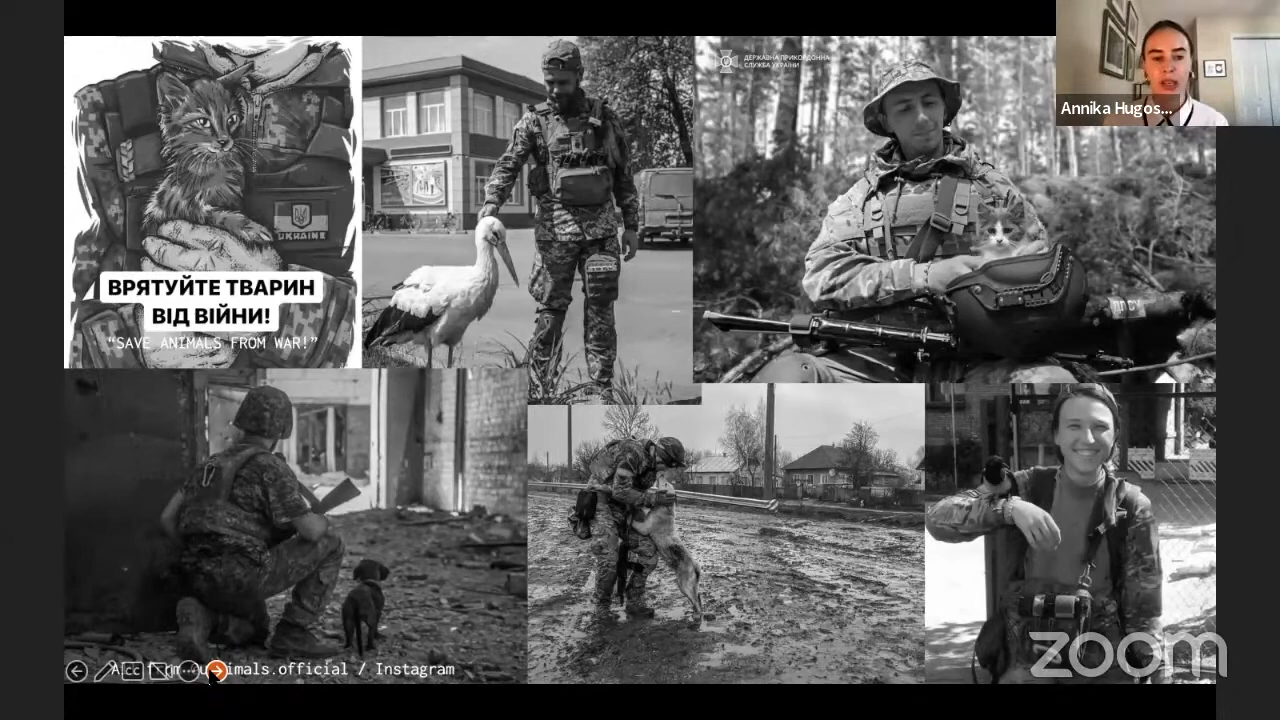 Annika Hugos...
ДЕРЖАВНА ПРИКОРДОННА
СЛУЖБА УКРАЇНИ
UKRAINE
ВРЯТУЙТЕ ТВАРИН
ВІД ВІЙНИ!
“SAVE ANIMALS FROM WAR!”
imals.official / Instagram
zoom